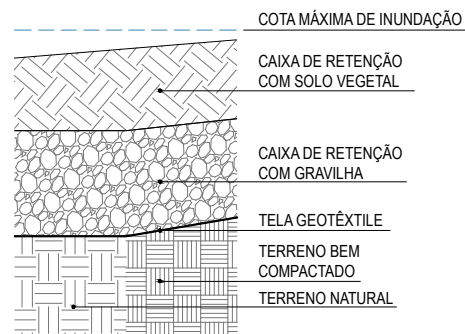 COTA MÁXIMA DE INUNDAÇÃO
CAIXA DE RETENÇÃO
COM SOLO VEGETAL
CAIXA DE RETENÇÃO
COM GRAVILHA
TELA GEOTÊXTILE
TERRENO BEM
COMPACTADO
TERRENO NATURAL